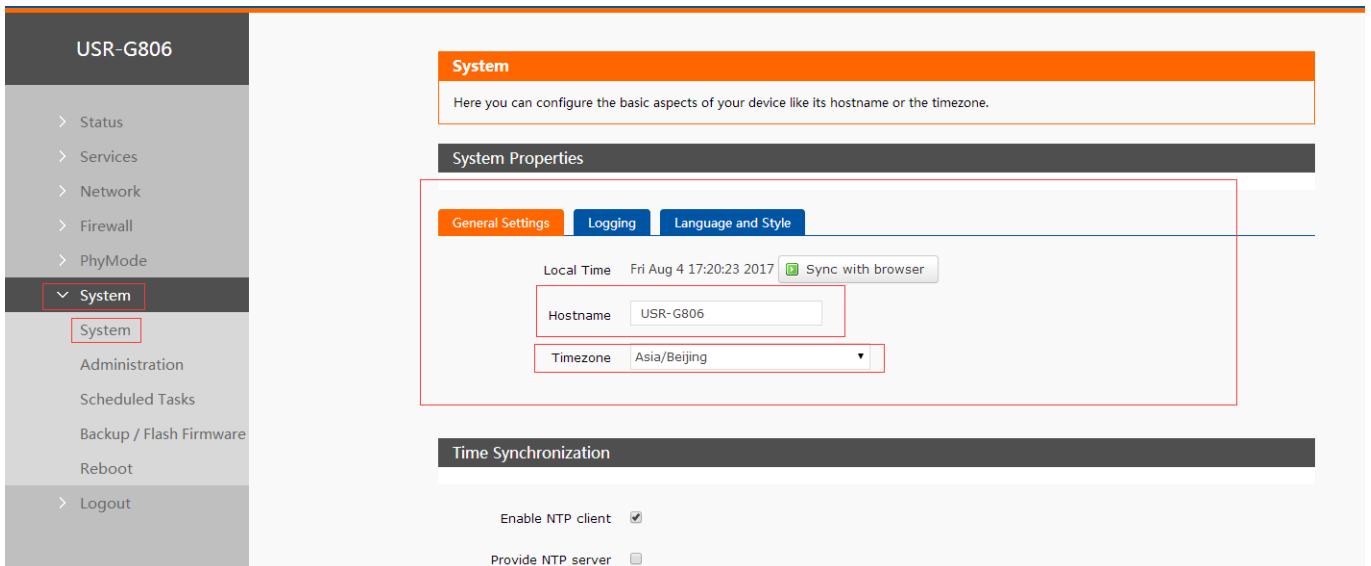 USR-G806
Status
Services
Network
Firewall
PhyMode
System
System
Administration
Scheduled Tasks
Backup / Flash Firmware
Reboot
Logout
System
Here you can configure the basic aspects of your device like its hostname or the timezone.
System Properties
General Settings Logging Language and Style
Local Time Fri Aug 4 17:20:23 2017 Sync with browser
Hostname USR-G806
Timezone Asia/Beijing
Time Synchronization
Enable NTP client
Provide NTP server